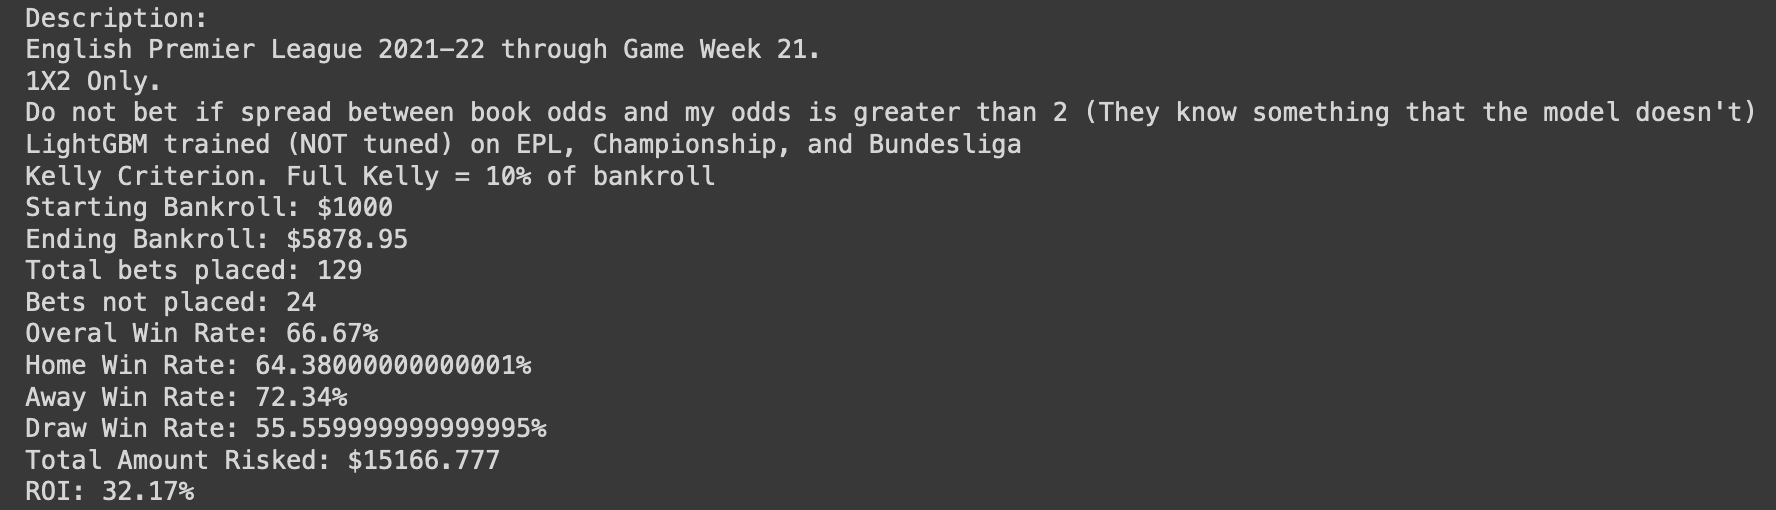 Description:
English Premier League 2021-22 through Game Week 21.
1X2 Only.
Do not bet if spread between book odds and my odds is greater than 2 (They know something that the model doesn't)
LightGBM trained (NOT tuned) on EPL, Championship, and Bundesliga
Kelly Criterion. Full Kelly = 10% of bankroll
Starting Bankroll: $1000
Ending Bankroll: $5878.95
Total bets placed: 129
Bets not placed: 24
Overal Win Rate: 66.67%
Home Win Rate: 64.38000000000001%
Away Win Rate: 72.34%
Draw Win Rate: 55.559999999999995%
Total Amount Risked: $15166.777
ROI: 32.17%